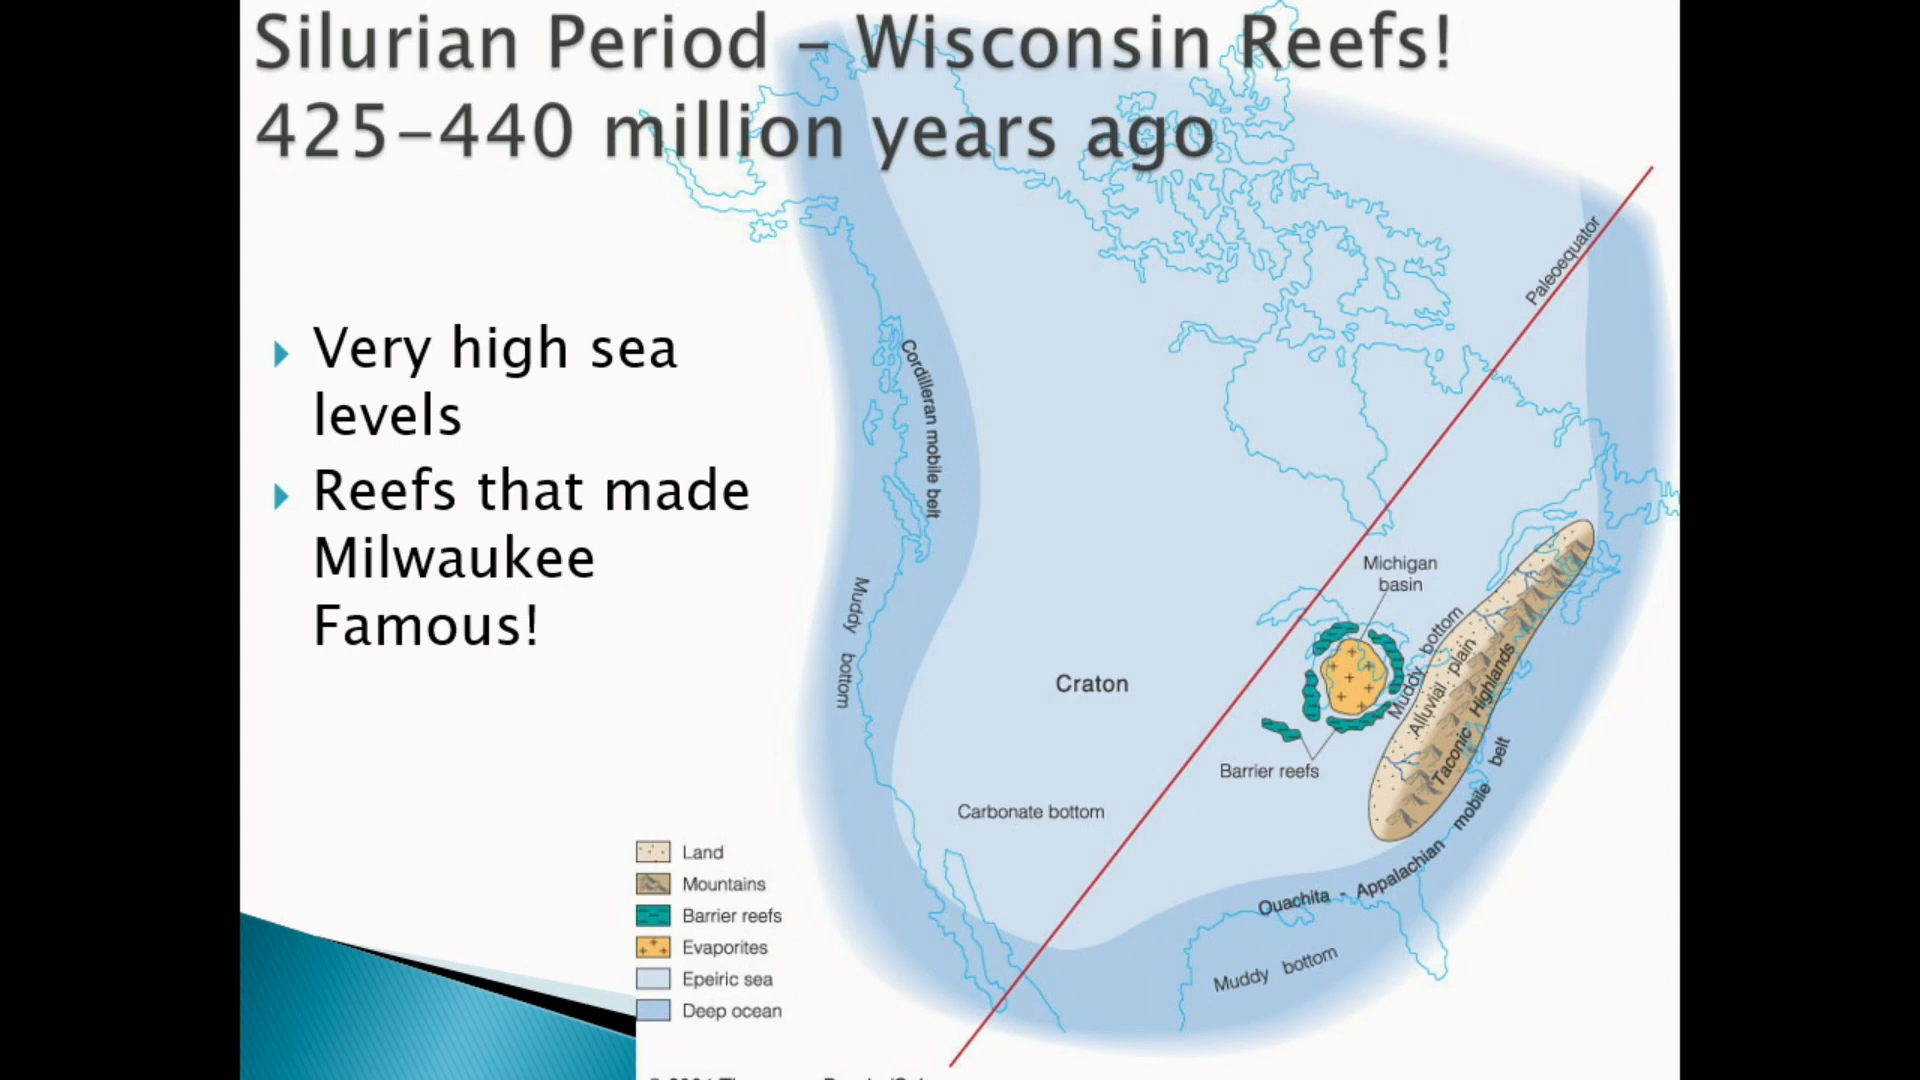 Silurian Period – Wisconsin Reefs!
425–440 million years ago
Very high sea
levels
Reefs that made
Milwaukee
Famous!
Paleoequator
Cordilleran mobile belt
Muddy bottom
Michigan
basin
Muddy bottom
Alluvial plain
Taconic Highlands
Craton
Barrier reefs
Carbonate bottom
Ouachita - Appalachian mobile belt
Muddy bottom
Land
Mountains
Barrier reefs
Evaporites
Epeiric sea
Deep ocean